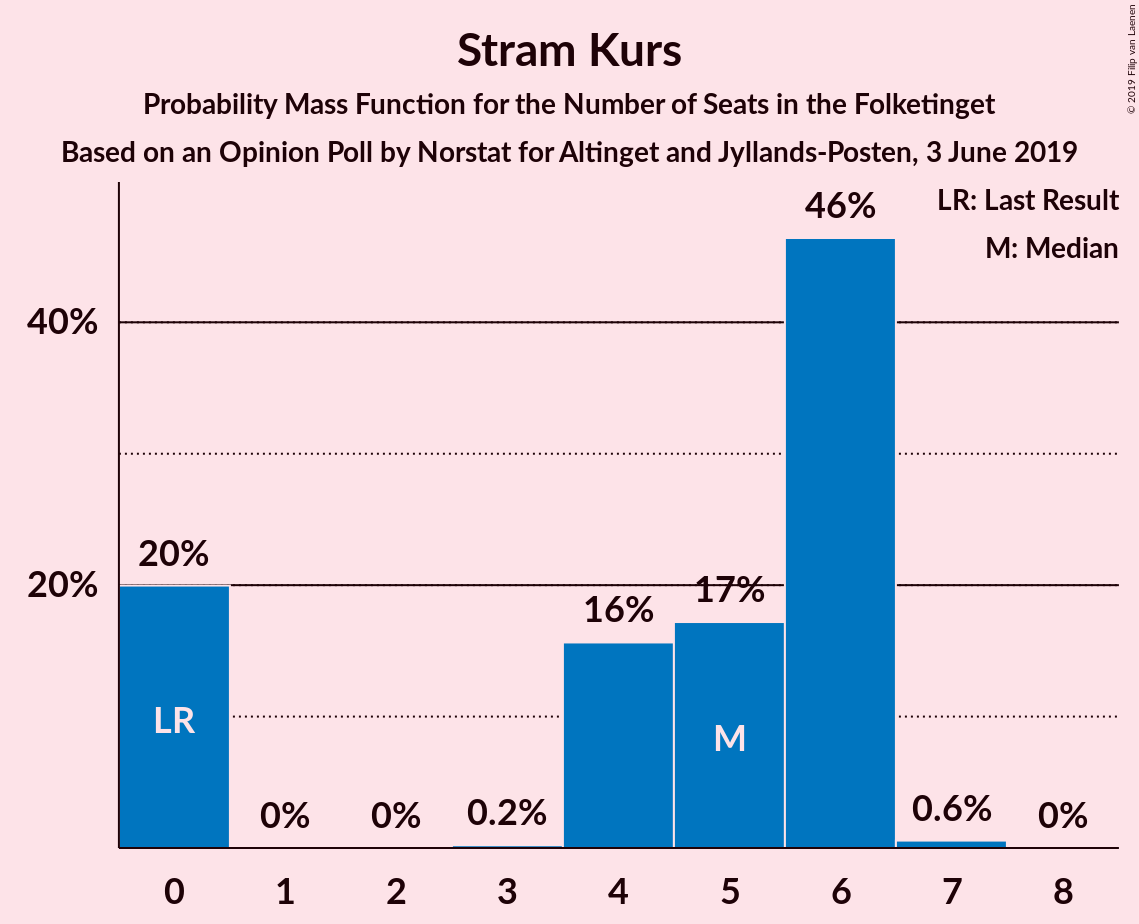 Stram Kurs
Probability Mass Function for the Number of Seats in the Folketinget
Based on an Opinion Poll by Norstat for Altinget and Jyllands-Posten, 3 June 2019
© 2019 Filip van Laenen
LR: Last Result
M: Median
46%
40%
20%
20%
16%
17%
LR
M
0%
0%
0.2%
0.6%
0%
0 1 2 3 4 5 6 7 8